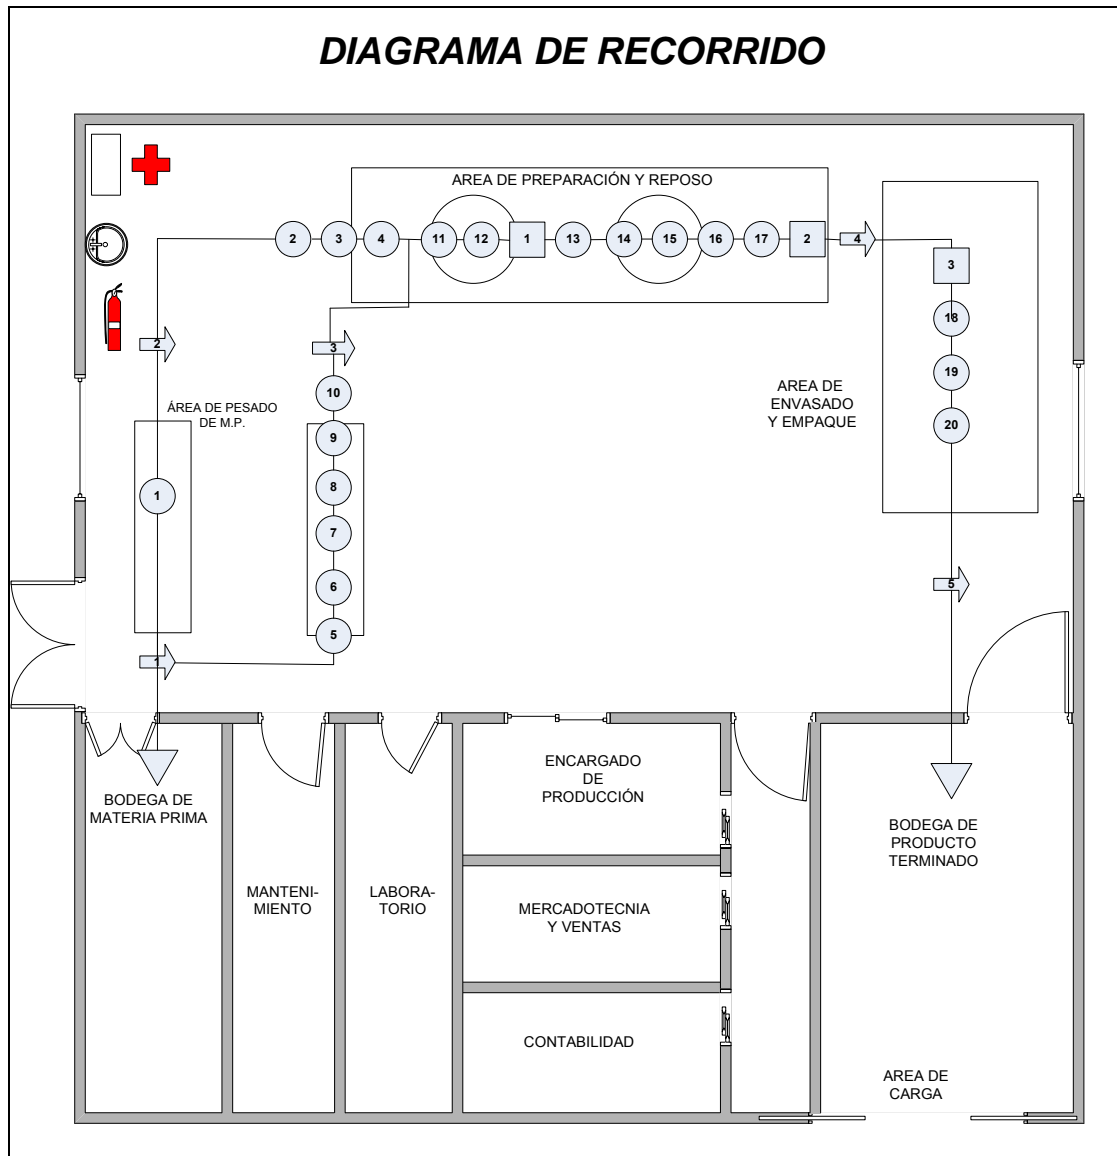 DIAGRAMA DE RECORRIDO
AREA DE PREPARACIÓN Y REPOSO
2
3
4
11
12
1
13
14
15
16
17
2
4
3
18
19
20
AREA DE
ENVASADO
Y EMPAQUE
2
3
10
ÁREA DE PESADO
DE M.P.
9
8
7
6
5
1
1
5
BODEGA DE
MATERIA PRIMA
MANTENI-
MIENTO
LABORA-
TORIO
ENCARGADO
DE
PRODUCCIÓN
MERCADOTECNIA
Y VENTAS
CONTABILIDAD
BODEGA DE
PRODUCTO
TERMINADO
AREA DE
CARGA